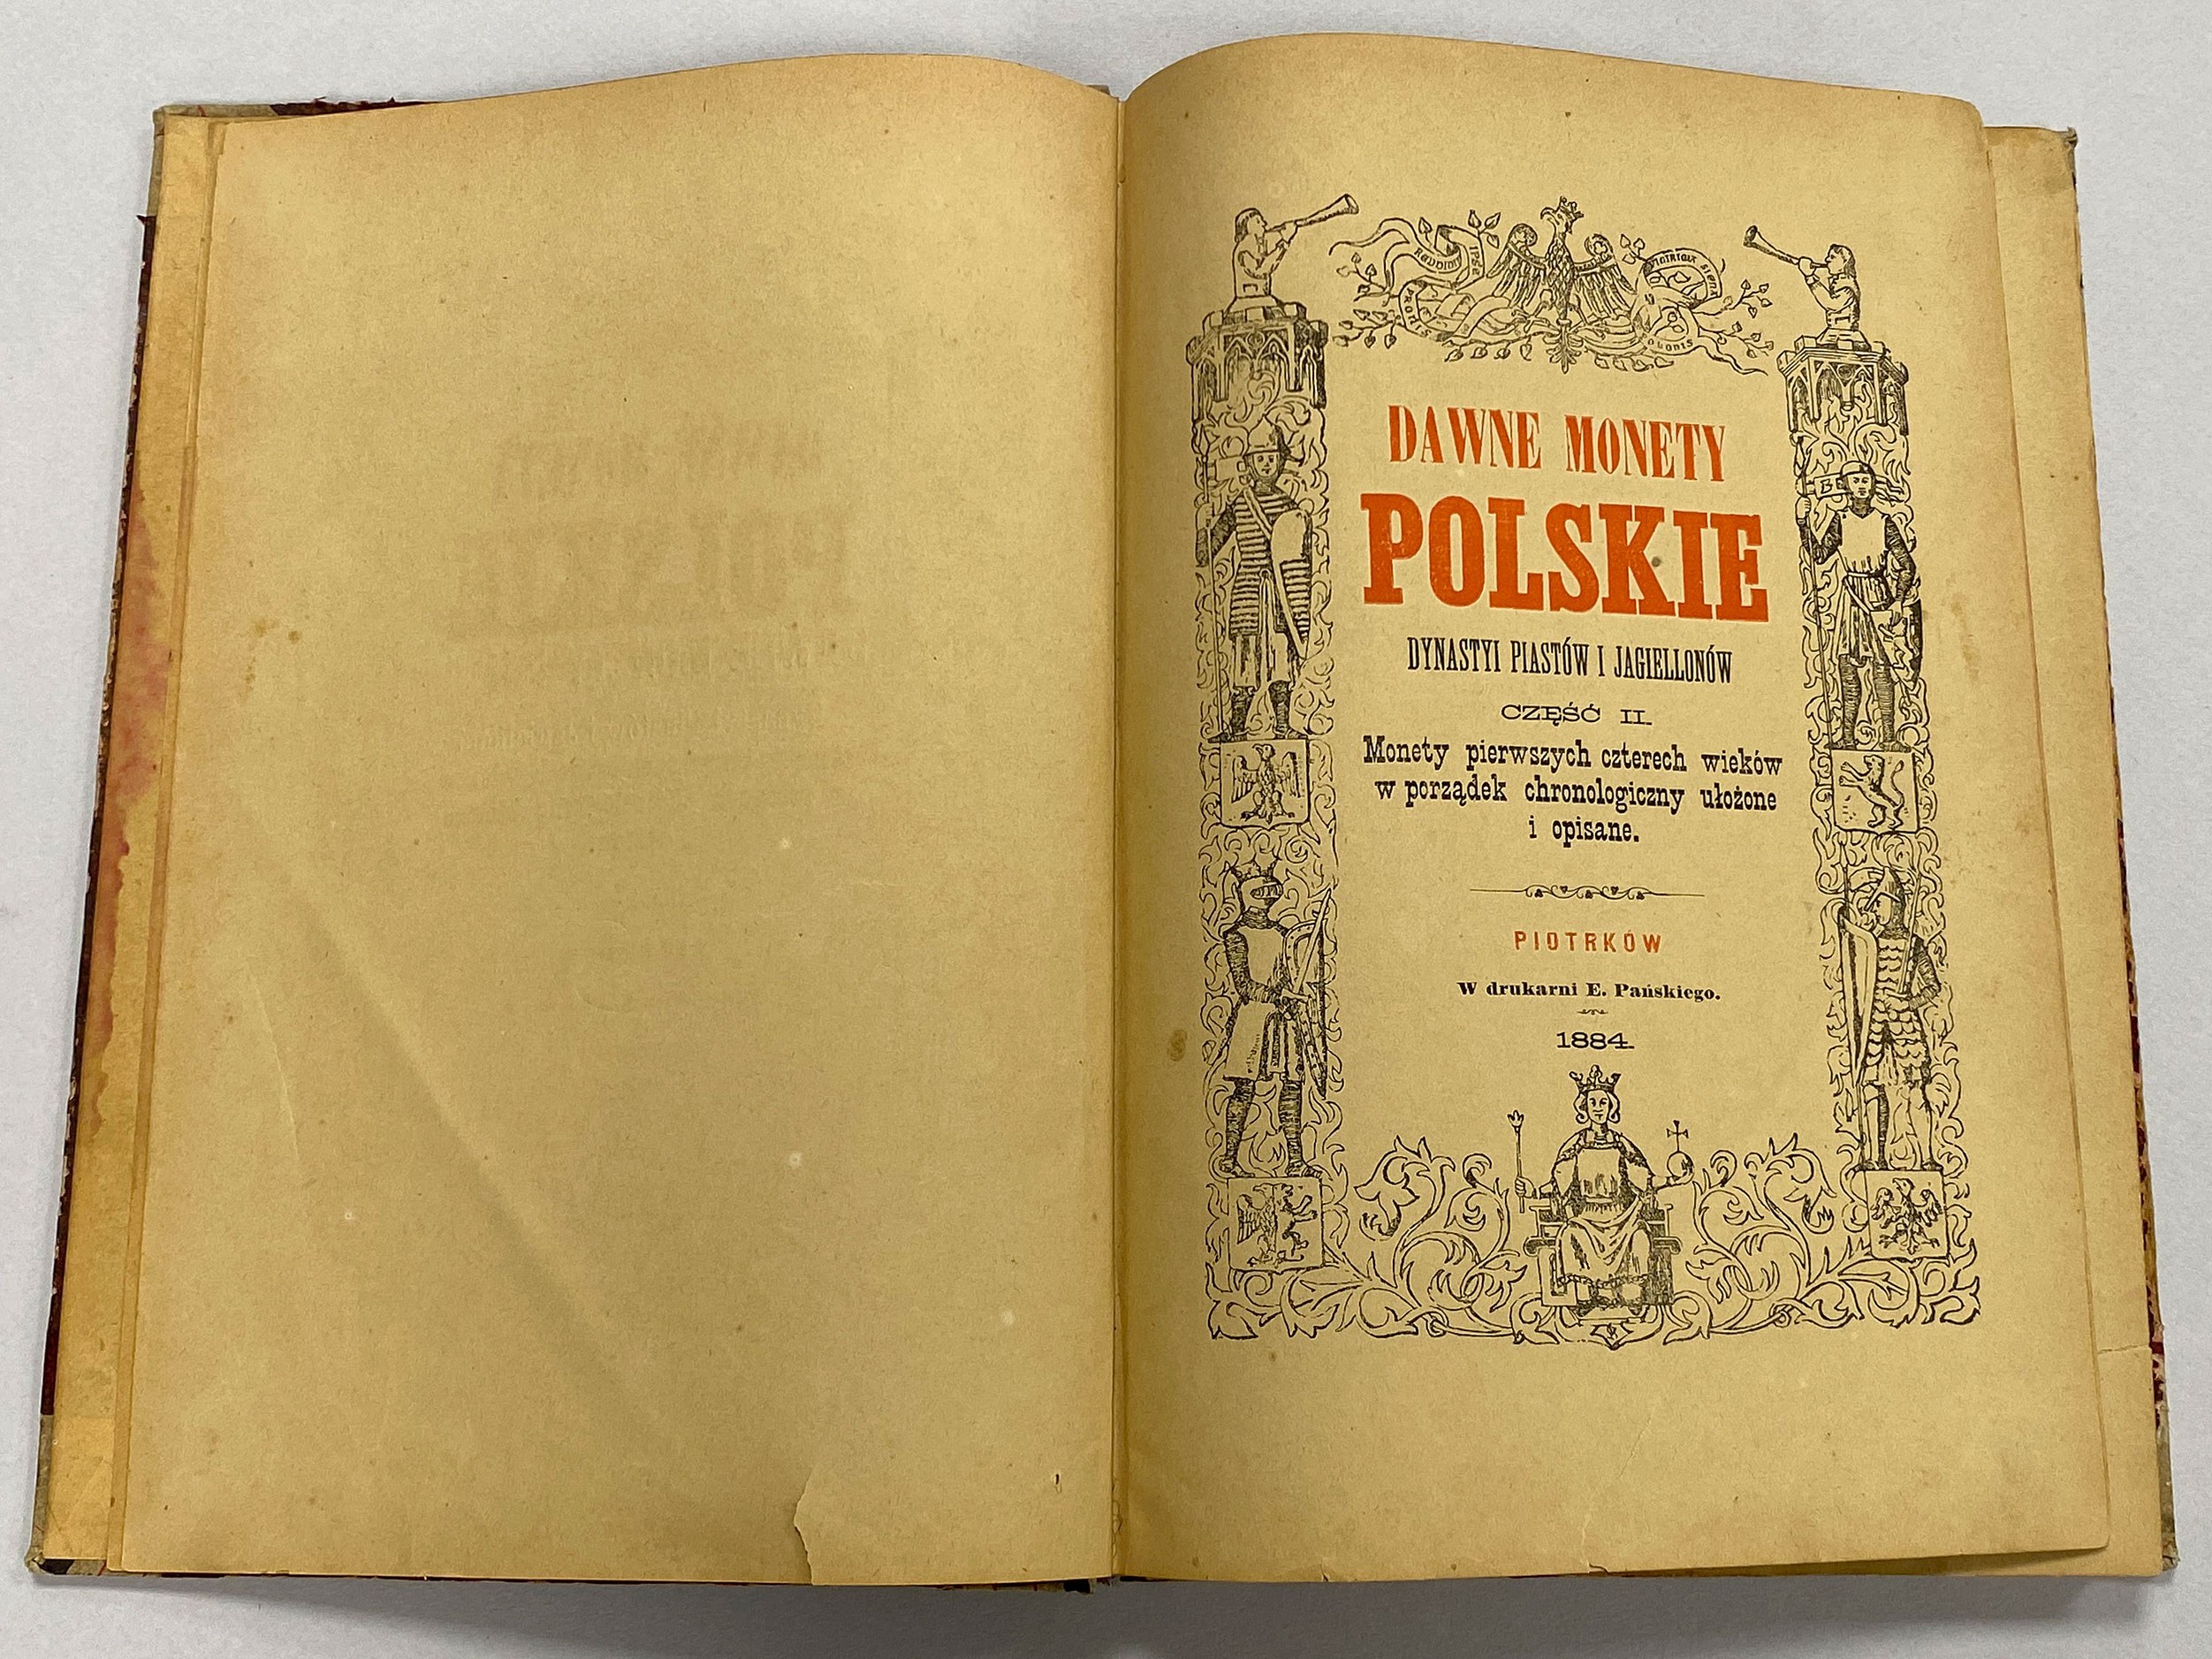 DAWNE MONETY
POLSKIE
DYNASTYI PIASTÓW I JAGIELLONÓW
CZĘŚĆ II.
Monety pierwszych czterech wieków
w porządek chronologiczny ułożone
i opisane.
PIOTRKÓW
W drukarni E. Pańskiego.
1884.